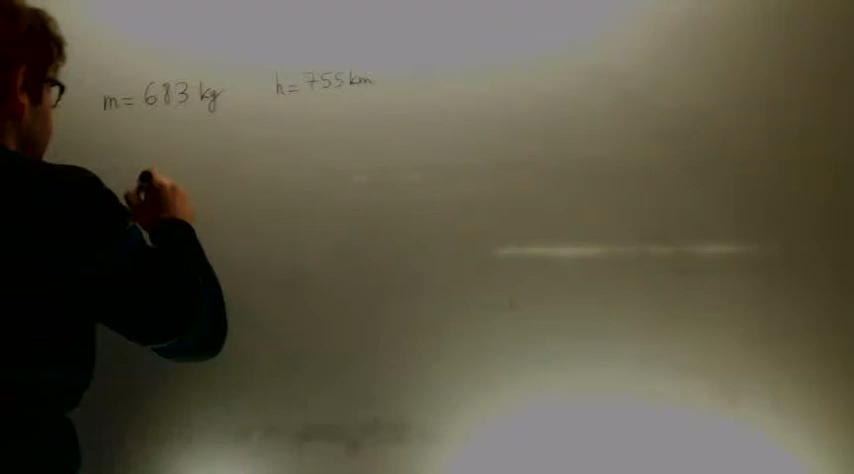 m = 683 kg h = 755 km